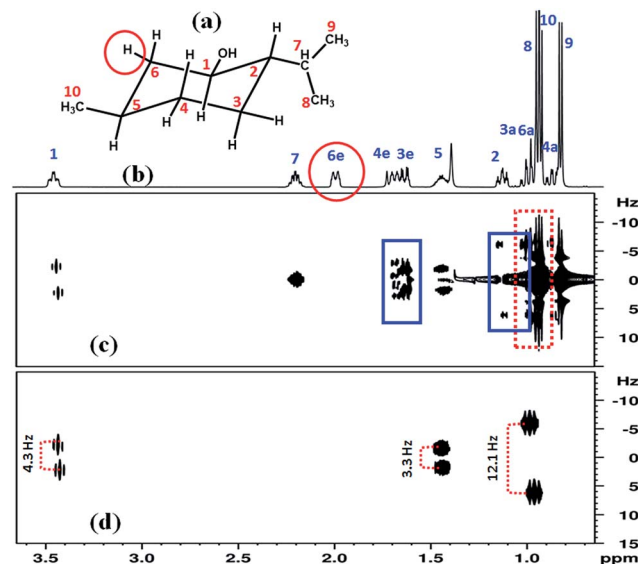 (a)
H
H
H
OH
9
CH₃
H
7
6
1
2
CH₃
8
10
H₃C
5
4
3
H
H
H
H
(b)
1
7
6e
4e
3e
5
2
3a
6a
8
10
4a
9
Hz
-10
-5
0
5
10
(c)
Hz
-10
-5
0
5
10
15
4.3 Hz
3.3 Hz
12.1 Hz
(d)
3.5
3.0
2.5
2.0
1.5
1.0
ppm